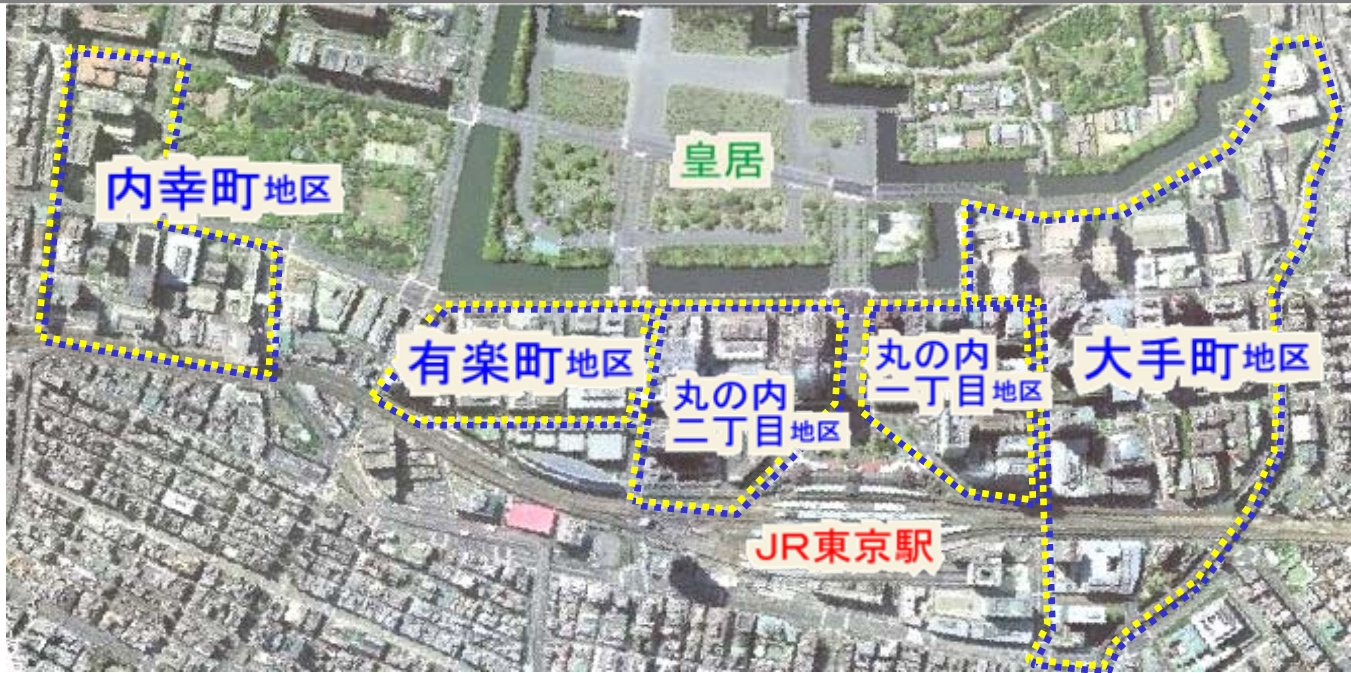 皇居
内幸町地区
有楽町地区
丸の内
二丁目地区
丸の内
一丁目地区
大手町地区
JR東京駅